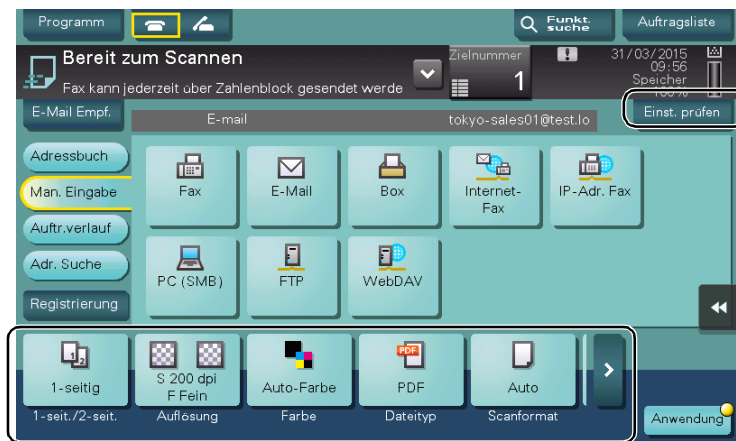 Programm
Funkt. suche
Auftragsliste
Bereit zum Scannen
Fax kann jederzeit über Zahlenblock gesendet werde
Zielnummer
1
31/03/2015
09:56
Speicher
100%
E-Mail Empf.
E-mail
tokyo-sales01@test.lo
Einst. prüfen
Adressbuch
Man. Eingabe
Auftr.verlauf
Adr. Suche
Registrierung
Fax
E-Mail
Box
Internet-
Fax
IP-Adr. Fax
PC (SMB)
FTP
WebDAV
1-seitig
S 200 dpi
F Fein
Auto-Farbe
PDF
PDF
Auto
1-seit./2-seit.
Auflösung
Farbe
Dateityp
Scanformat
Anwendung